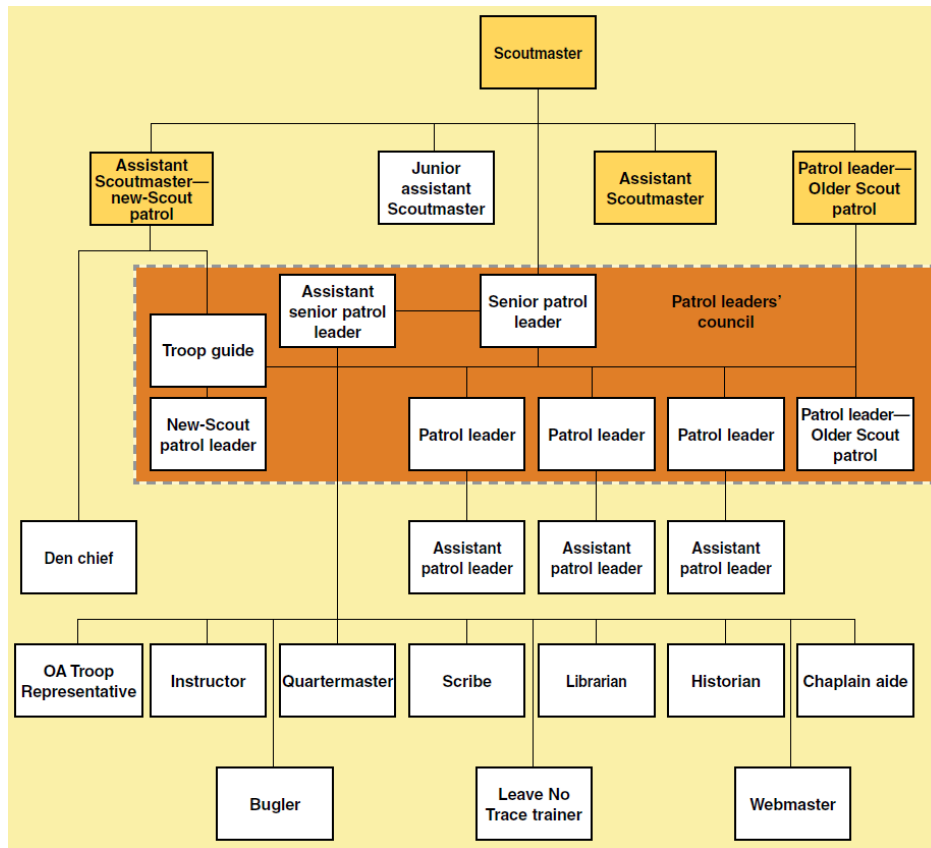 Scoutmaster
Assistant
Scoutmaster—
new-Scout
patrol
Junior
assistant
Scoutmaster
Assistant
Scoutmaster
Patrol leader—
Older Scout
patrol
Assistant
senior patrol
leader
Senior patrol
leader
Patrol leaders’
council
Troop guide
New-Scout
patrol leader
Patrol leader
Patrol leader
Patrol leader
Patrol leader—
Older Scout
patrol
Den chief
Assistant
patrol leader
Assistant
patrol leader
Assistant
patrol leader
OA Troop
Representative
Instructor
Quartermaster
Scribe
Librarian
Historian
Chaplain aide
Bugler
Leave No
Trace trainer
Webmaster